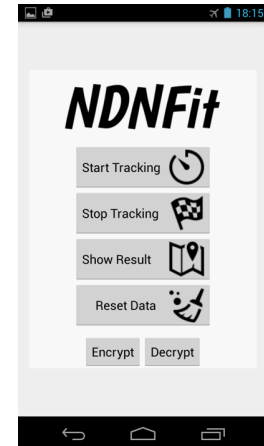 18:15
NDNFit
Start Tracking
Stop Tracking
Show Result
Reset Data
Encrypt Decrypt